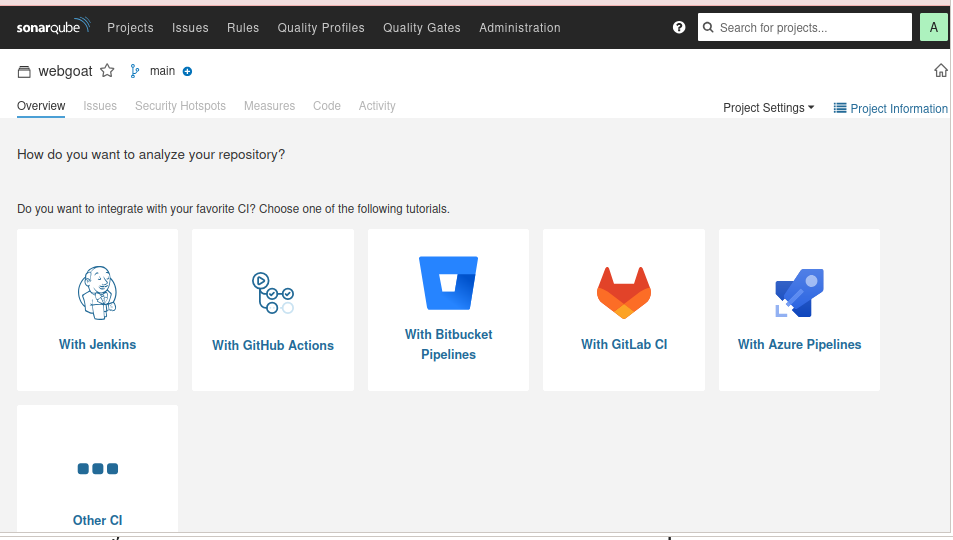 sonarqube Projects Issues Rules Quality Profiles Quality Gates Administration ? Search for projects... A
webgoat main
Overview Issues Security Hotspots Measures Code Activity Project Settings Project Information
How do you want to analyze your repository?
Do you want to integrate with your favorite CI? Choose one of the following tutorials.
With Jenkins
With GitHub Actions
With Bitbucket
Pipelines
With GitLab CI
With Azure Pipelines
Other CI